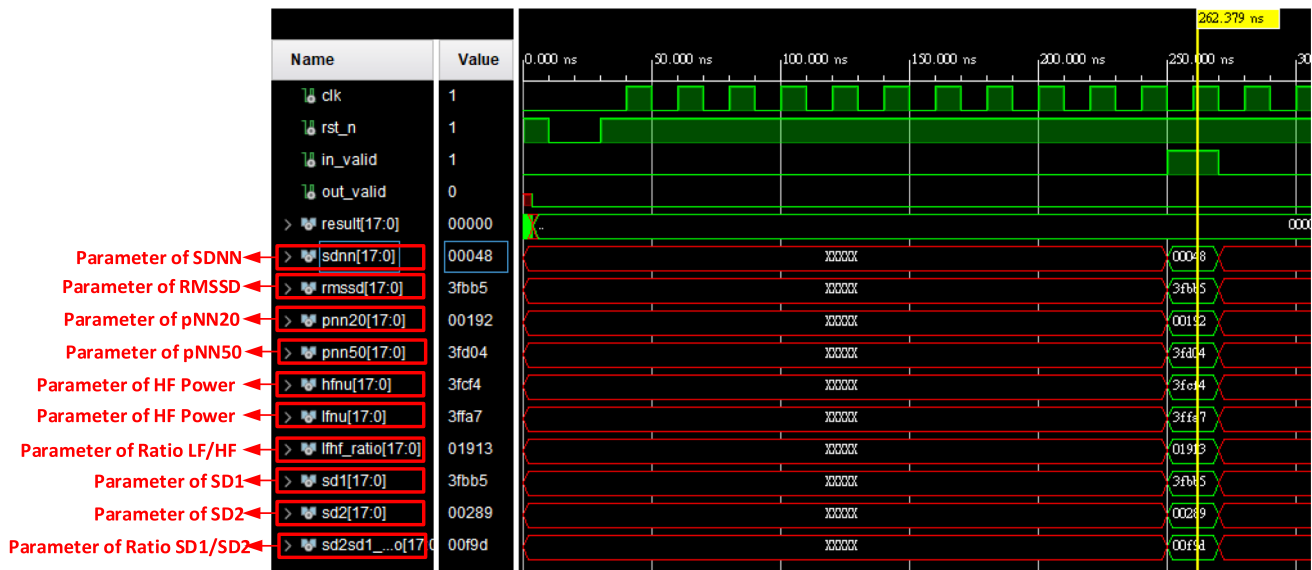 262.379 ns
Name Value 0.000 ns 50.000 ns 100.000 ns 150.000 ns 200.000 ns 250.000 ns 30
clk 1
rst_n 1
in_valid 1
out_valid 0
result[17:0] 00000 .. 0000
Parameter of SDNN sdnn[17:0] 00048 XXXXX 00048
Parameter of RMSSD rmssd[17:0] 3fbb5 XXXXX 3fbb5
Parameter of pNN20 pnn20[17:0] 00192 XXXXX 00192
Parameter of pNN50 pnn50[17:0] 3fd04 XXXXX 3fd04
Parameter of HF Power hfnu[17:0] 3fcf4 XXXXX 3fcf4
Parameter of HF Power lfnu[17:0] 3ffa7 XXXXX 3ffa7
Parameter of Ratio LF/HF lfhf_ratio[17:0] 01913 XXXXX 01913
Parameter of SD1 sd1[17:0] 3fbb5 XXXXX 3fbb5
Parameter of SD2 sd2[17:0] 00289 XXXXX 00289
Parameter of Ratio SD1/SD2 sd2sd1_...o[17:0 00f9d XXXXX 00f9d